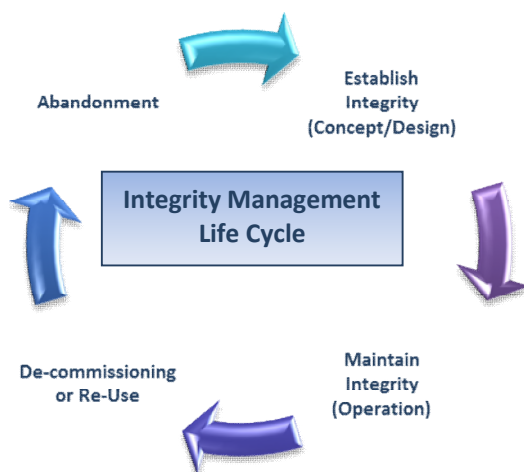 Abandonment
Establish
Integrity
(Concept/Design)
Integrity Management
Life Cycle
De-commissioning
or Re-Use
Maintain
Integrity
(Operation)